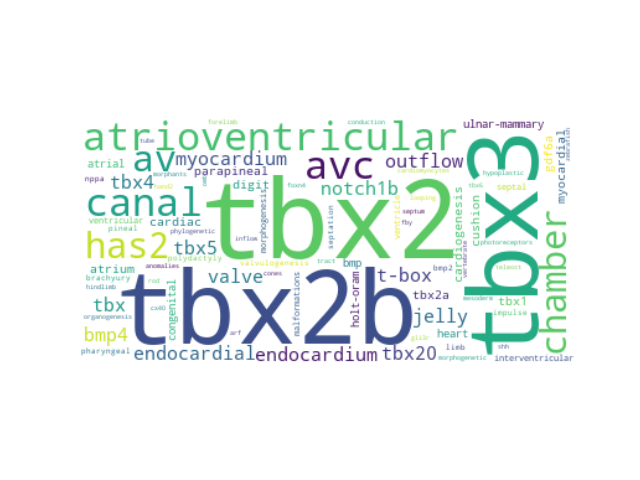 forelimb
conduction
ulnar-mammary
atrioventricular
tube
zebrafish
av
myocardium
avc
outflow
gdf6a
myocardial
atrial
parapineal
cardiomyocytes
hypoplastic
nppa
morphants
tbx4
hand2
digit
foxn4
notch1b
looping
tbx6
septal
canal
tbx2
tbx3
ventricular
cardiac
pineal
phylogenetic
morphogenesis
septation
ventricle
septum
fby
cardiogenesis
cushion
vertebrate
photoreceptors
chamber
has2
tbx5
inflow
polydactyly
valvulogenesis
tract
bmp
bmp2
teleost
atrium
anomalies
brachyury
hindlimb
rod
cones
valve
t-box
mesoderm
tbx2b
holt-oram
malformations
tbx2a
tbx
cs40
congenital
tbx1
organogenesis
jelly
impulse
bmp4
arf
gli3r
heart
pharyngeal
endocardial
endocardium
tbx20
limb
shh
morphogenetic
interventricular